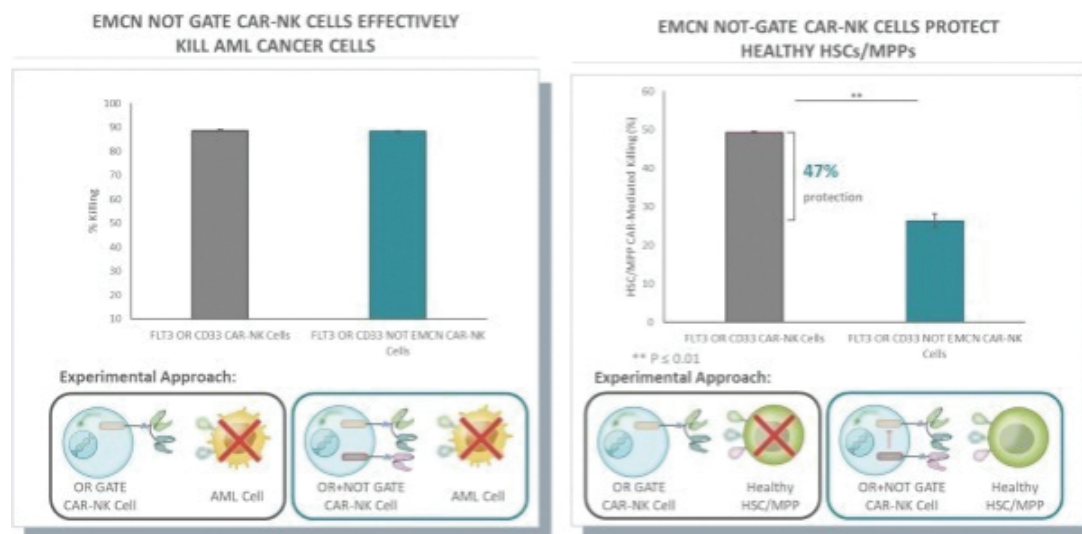 EMCN NOT GATE CAR-NK CELLS EFFECTIVELY
KILL AML CANCER CELLS
100
90
80
70
60
50
40
30
20
10
% Killing
FLT3 OR CD33 CAR-NK Cells
FLT3 OR CD33 NOT EMCN CAR-NK
Cells
Experimental Approach:
OR GATE
CAR-NK Cell
AML Cell
OR+NOT GATE
CAR-NK Cell
AML Cell
EMCN NOT-GATE CAR-NK CELLS PROTECT
HEALTHY HSCs/MPPs
60
50
40
30
20
10
0
HSC/MPP CAR-Mediated Killing (%)
**
47%
protection
FLT3 OR CD33 CAR-NK Cells
FLT3 OR CD33 NOT EMCN CAR-NK
Cells
** P ≤ 0.01
Experimental Approach:
OR GATE
CAR-NK Cell
Healthy
HSC/MPP
OR+NOT GATE
CAR-NK Cell
Healthy
HSC/MPP